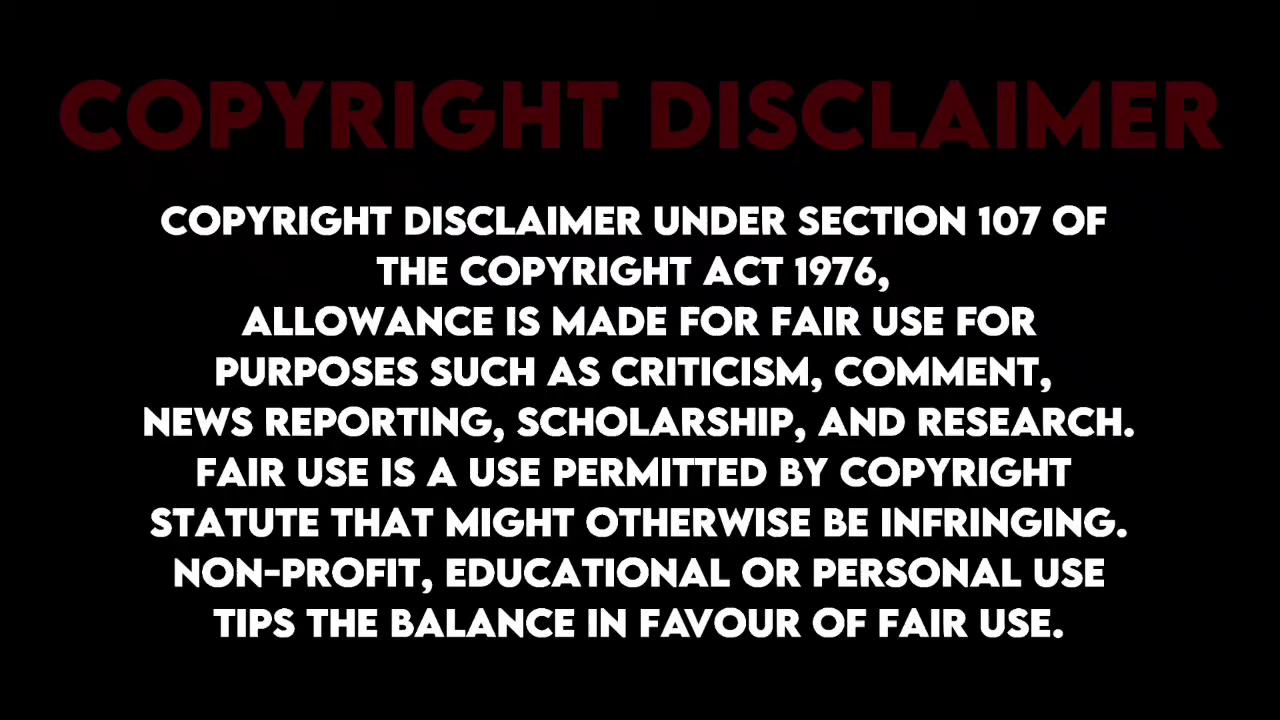 COPYRIGHT DISCLAIMER
COPYRIGHT DISCLAIMER UNDER SECTION 107 OF
THE COPYRIGHT ACT 1976,
ALLOWANCE IS MADE FOR FAIR USE FOR
PURPOSES SUCH AS CRITICISM, COMMENT,
NEWS REPORTING, SCHOLARSHIP, AND RESEARCH.
FAIR USE IS A USE PERMITTED BY COPYRIGHT
STATUTE THAT MIGHT OTHERWISE BE INFRINGING.
NON-PROFIT, EDUCATIONAL OR PERSONAL USE
TIPS THE BALANCE IN FAVOUR OF FAIR USE.